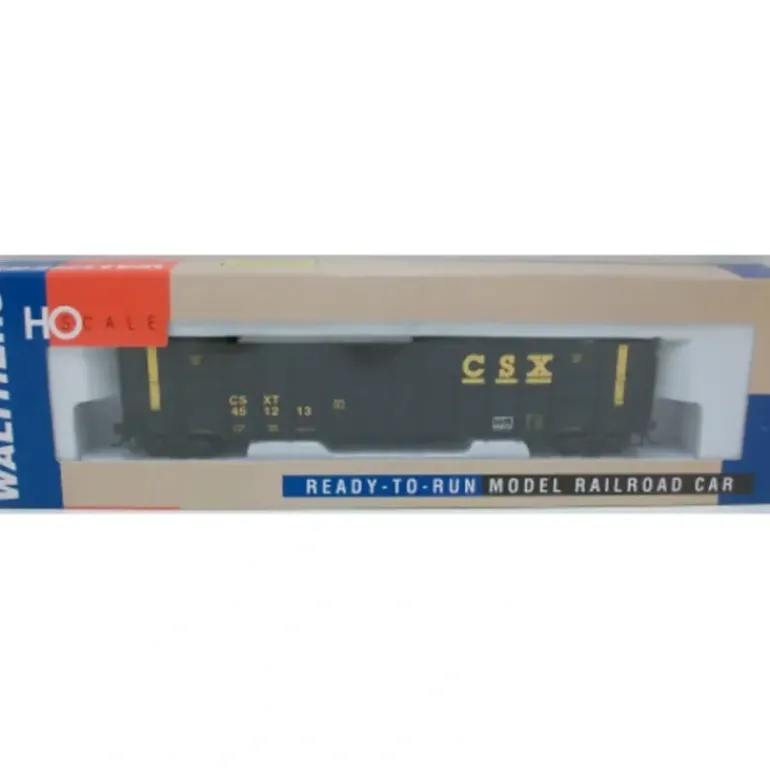 WALTHERS
HO SCALE
CSX
CSXT
451213
READY-TO-RUN MODEL RAILROAD CAR